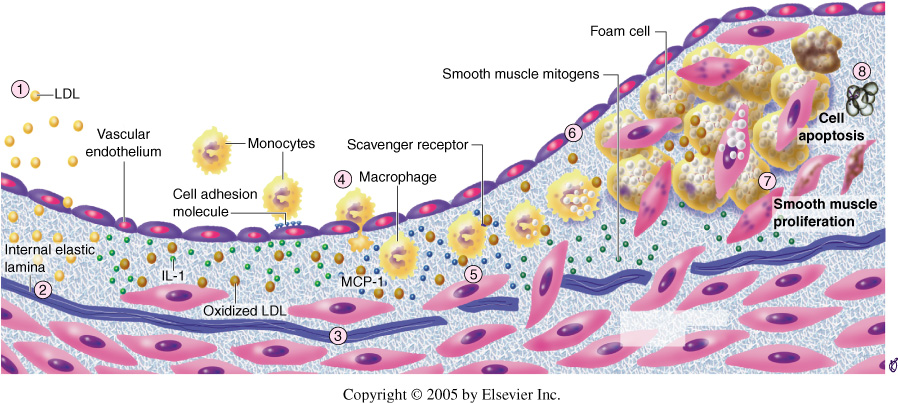 Foam cell
Smooth muscle mitogens
8
1
LDL
Cell
apoptosis
Vascular
endothelium
Monocytes
Scavenger receptor
6
4
Macrophage
Cell adhesion
molecule
7
Smooth muscle
proliferation
Internal elastic
lamina
IL-1
MCP-1
5
2
Oxidized LDL
3
Copyright © 2005 by Elsevier Inc.